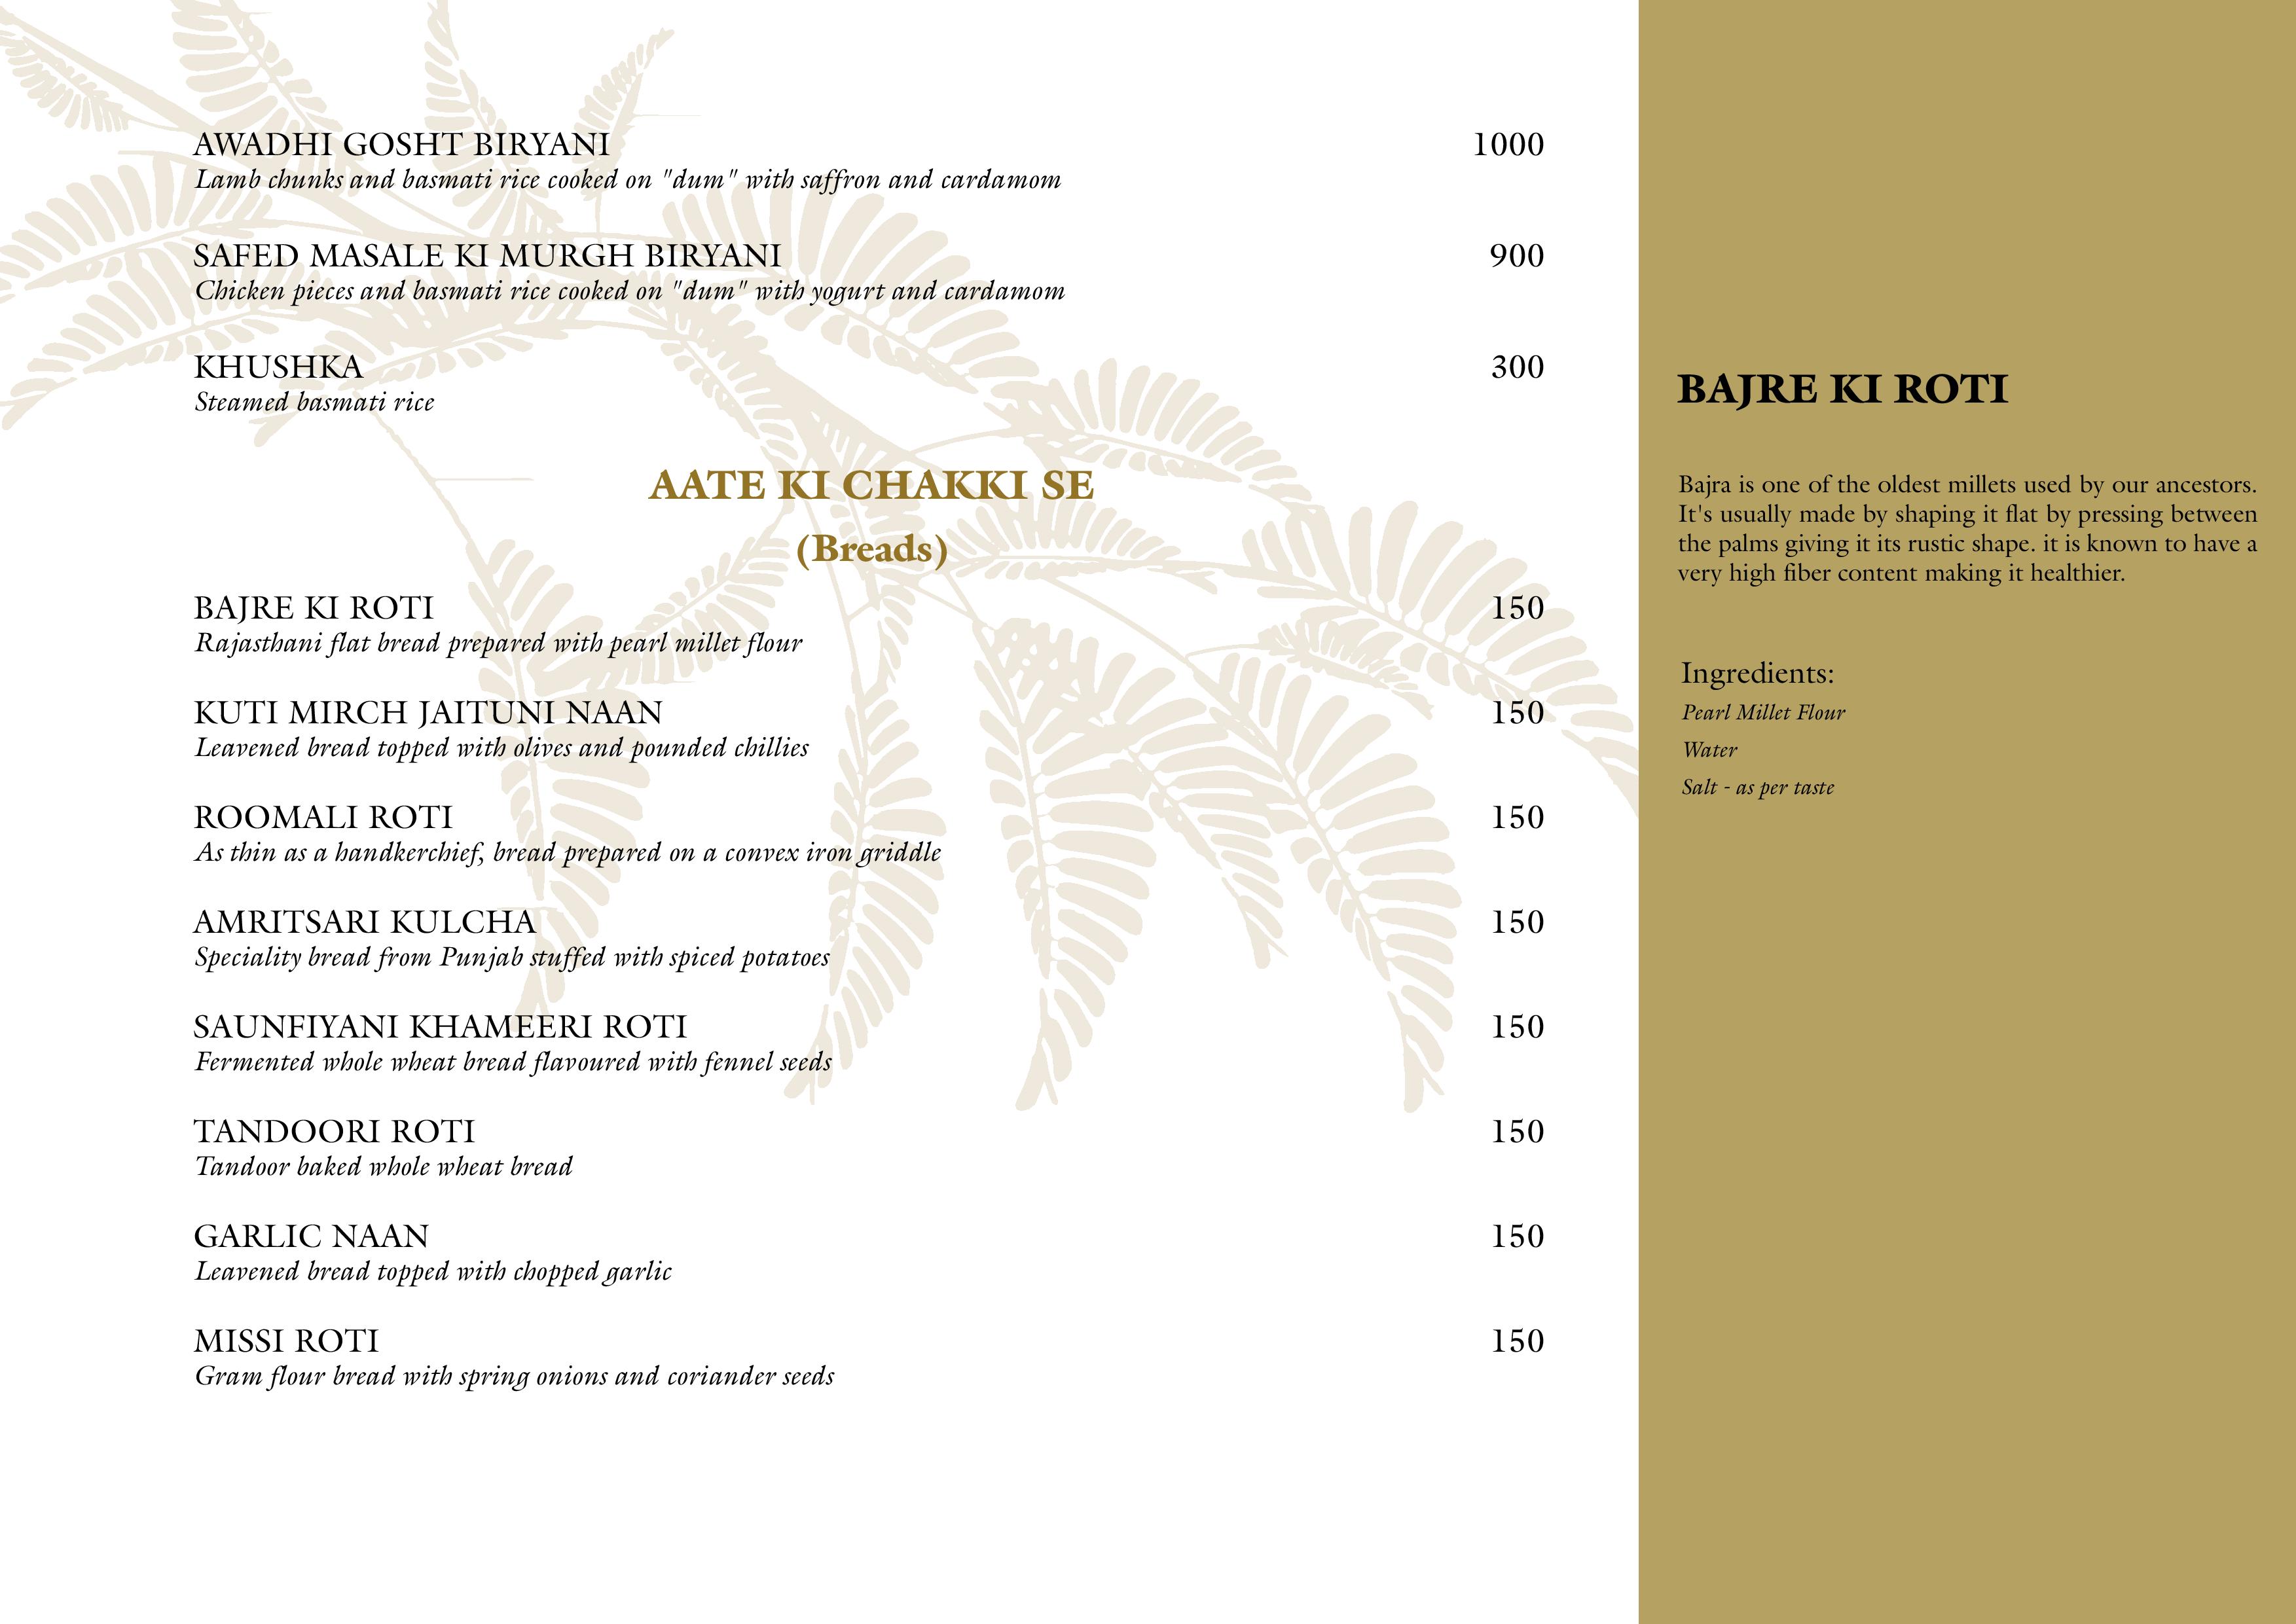 AWADHI GOSHT BIRYANI 1000
Lamb chunks and basmati rice cooked on "dum" with saffron and cardamom
SAFED MASALE KI MURGH BIRYANI 900
Chicken pieces and basmati rice cooked on "dum" with yogurt and cardamom
KHUSHKA 300
Steamed basmati rice
AATE KI CHAKKI SE
(Breads)
BAJRE KI ROTI 150
Rajasthani flat bread prepared with pearl millet flour
KUTI MIRCH JAITUNI NAAN 150
Leavened bread topped with olives and pounded chillies
ROOMALI ROTI 150
As thin as a handkerchief, bread prepared on a convex iron griddle
AMRITSARI KULCHA 150
Speciality bread from Punjab stuffed with spiced potatoes
SAUNFIYANI KHAMEERI ROTI 150
Fermented whole wheat bread flavoured with fennel seeds
TANDOORI ROTI 150
Tandoor baked whole wheat bread
GARLIC NAAN 150
Leavened bread topped with chopped garlic
MISSI ROTI 150
Gram flour bread with spring onions and coriander seeds
BAJRE KI ROTI
Bajra is one of the oldest millets used by our ancestors.
It's usually made by shaping it flat by pressing between
the palms giving it its rustic shape. it is known to have a
very high fiber content making it healthier.
Ingredients:
Pearl Millet Flour
Water
Salt - as per taste